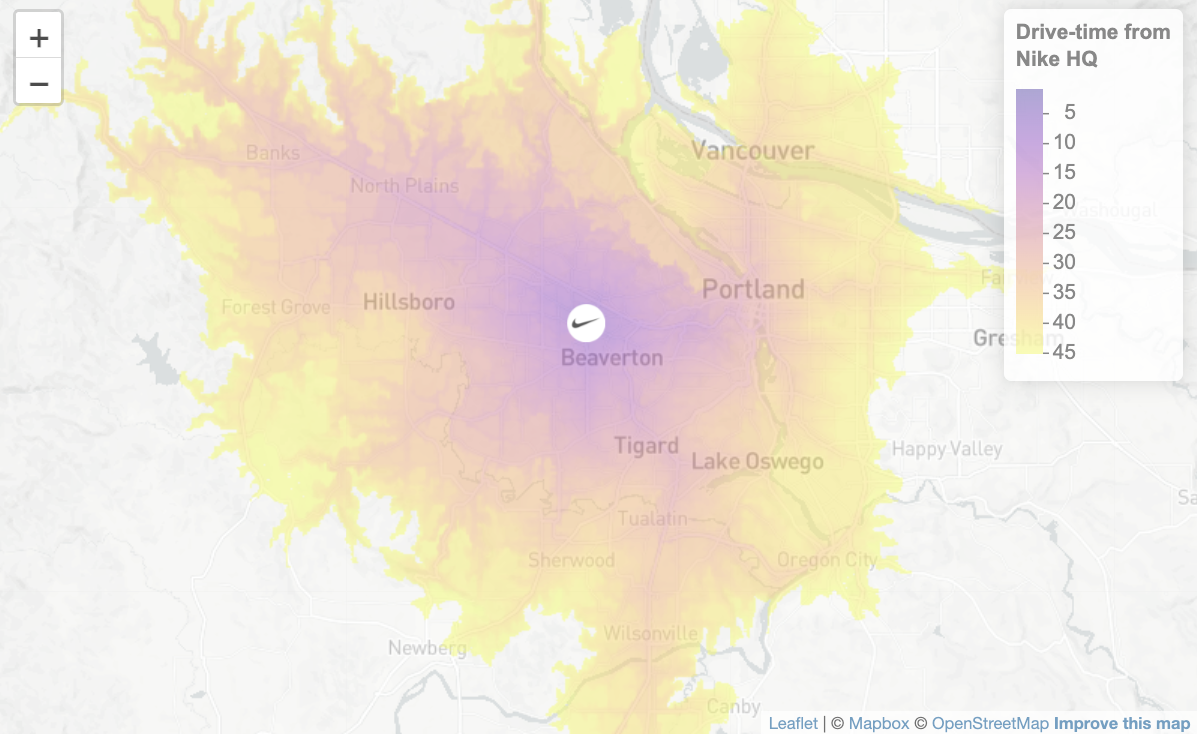 +
−
Drive-time from
Nike HQ
5
10
15
20
25
30
35
40
45
Banks
North Plains
Vancouver
Washougal
Forest Grove
Hillsboro
Portland
Beaverton
Gresham
Tigard
Lake Oswego
Happy Valley
Tualatin
Sherwood
Oregon City
Wilsonville
Newberg
Canby
Leaflet | © Mapbox © OpenStreetMap Improve this map